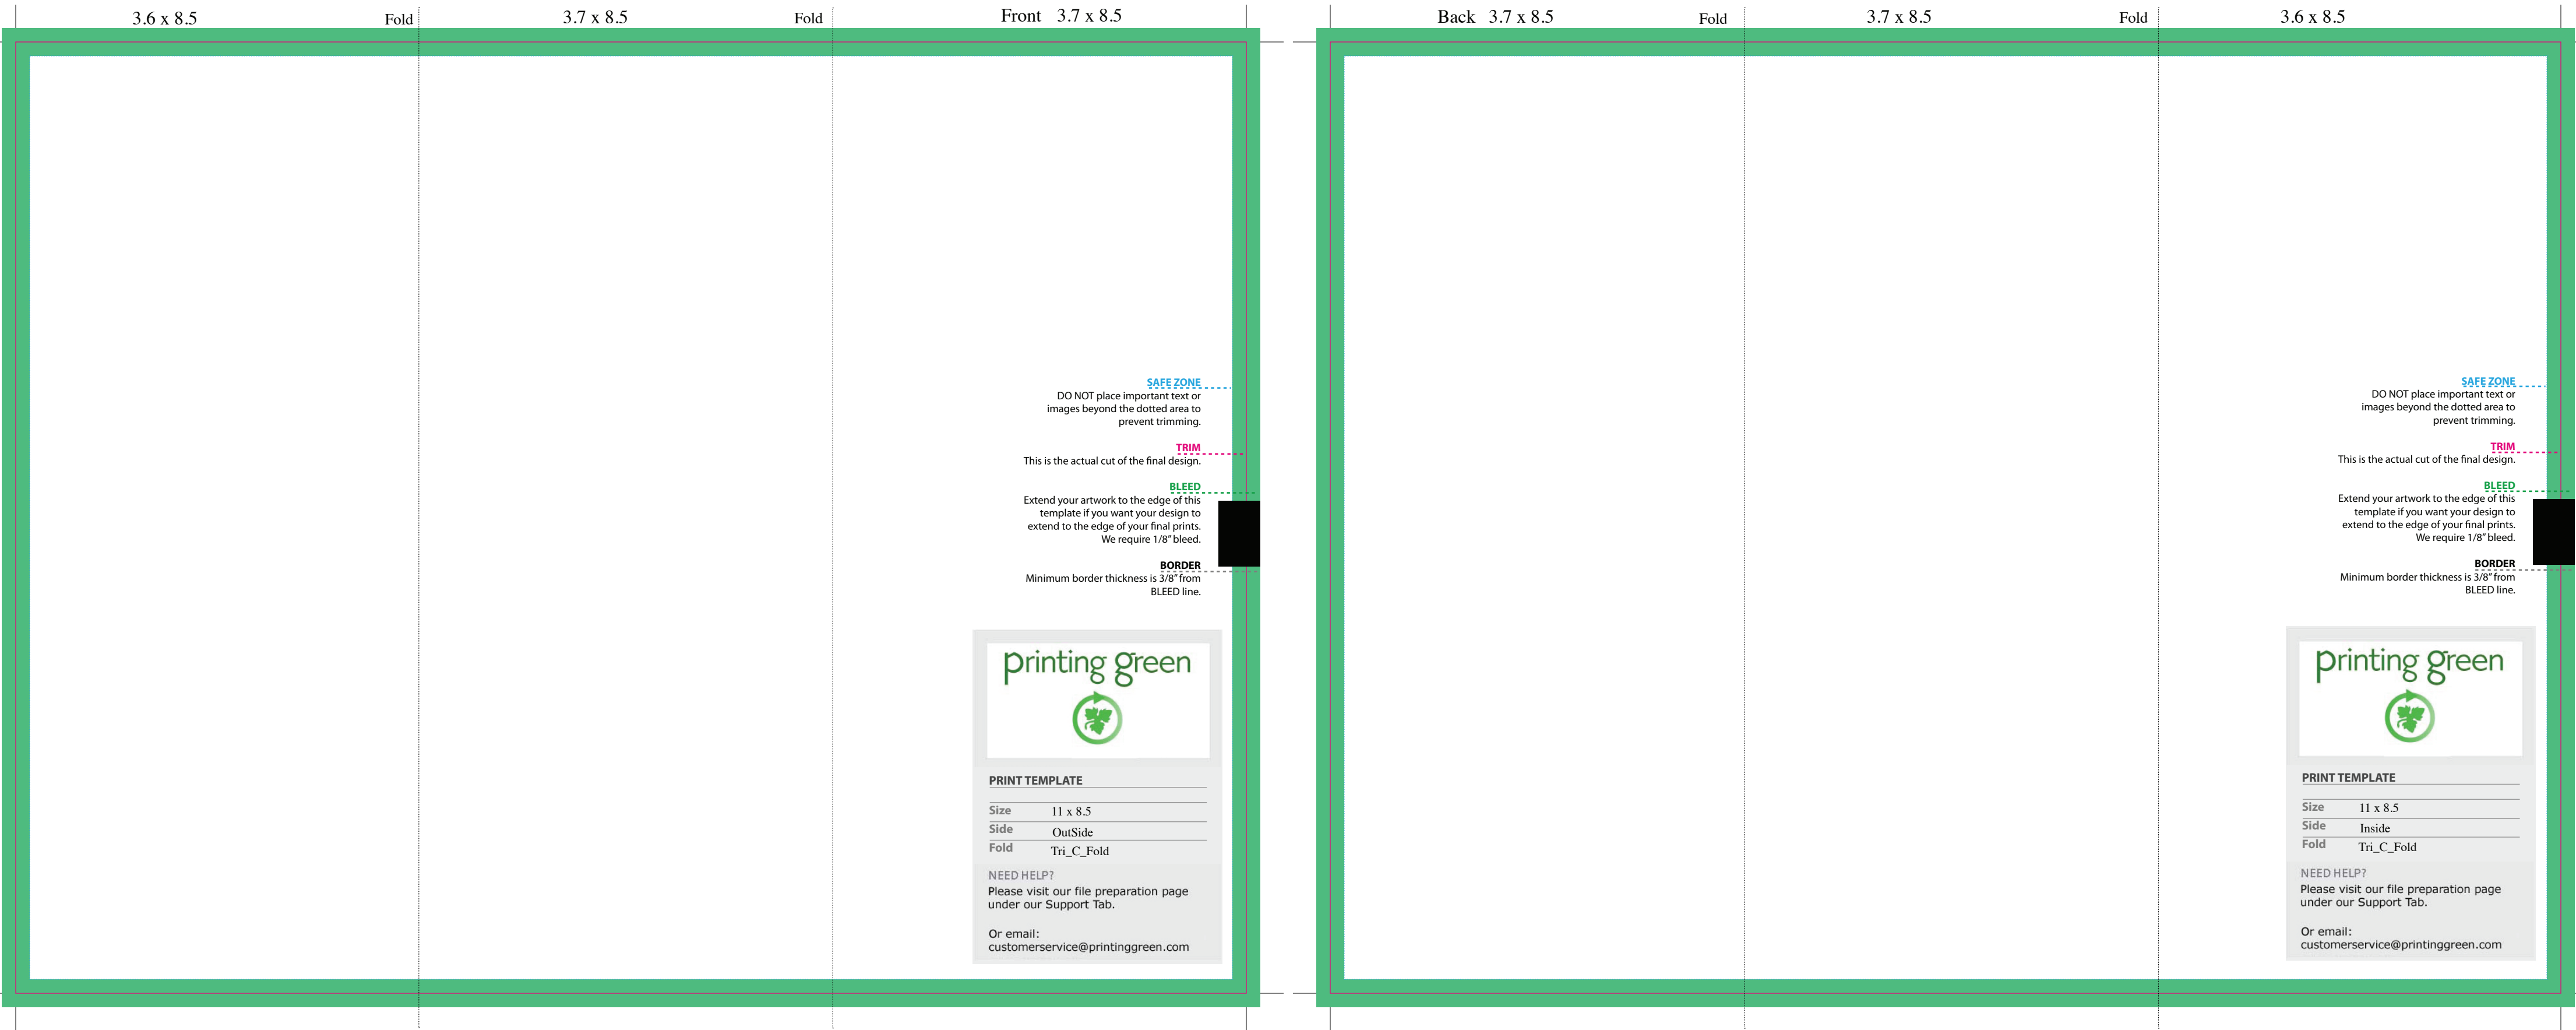 3.6 x 8.5
Fold
3.7 x 8.5
Fold
Front 3.7 x 8.5
SAFE ZONE
DO NOT place important text or
images beyond the dotted area to
prevent trimming.
TRIM
This is the actual cut of the final design.
BLEED
Extend your artwork to the edge of this
template if you want your design to
extend to the edge of your final prints.
We require 1/8" bleed.
BORDER
Minimum border thickness is 3/8" from
BLEED line.
printing green
PRINT TEMPLATE
Size 11 x 8.5
Side OutSide
Fold Tri_C_Fold
NEED HELP?
Please visit our file preparation page
under our Support Tab.
Or email:
customerservice@printinggreen.com
Back 3.7 x 8.5
Fold
3.7 x 8.5
Fold
3.6 x 8.5
SAFE ZONE
DO NOT place important text or
images beyond the dotted area to
prevent trimming.
TRIM
This is the actual cut of the final design.
BLEED
Extend your artwork to the edge of this
template if you want your design to
extend to the edge of your final prints.
We require 1/8" bleed.
BORDER
Minimum border thickness is 3/8" from
BLEED line.
printing green
PRINT TEMPLATE
Size 11 x 8.5
Side Inside
Fold Tri_C_Fold
NEED HELP?
Please visit our file preparation page
under our Support Tab.
Or email:
customerservice@printinggreen.com